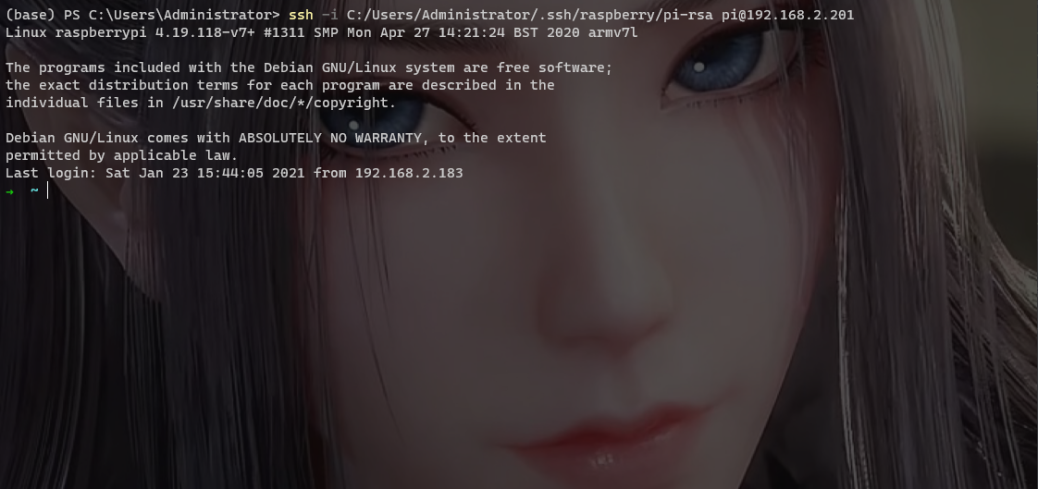 (base) PS C:\Users\Administrator> ssh -i C:/Users/Administrator/.ssh/raspberry/pi-rsa pi@192.168.2.201
Linux raspberrypi 4.19.118-v7+ #1311 SMP Mon Apr 27 14:21:24 BST 2020 armv7l
The programs included with the Debian GNU/Linux system are free software;
the exact distribution terms for each program are described in the
individual files in /usr/share/doc/*/copyright.
Debian GNU/Linux comes with ABSOLUTELY NO WARRANTY, to the extent
permitted by applicable law.
Last login: Sat Jan 23 15:44:05 2021 from 192.168.2.183
→ ~